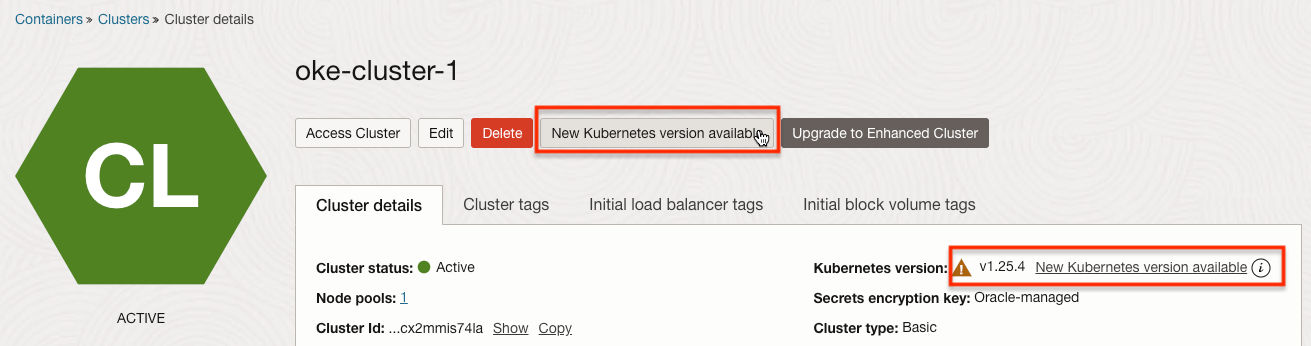 Containers » Clusters » Cluster details
oke-cluster-1
Access Cluster Edit Delete New Kubernetes version available Upgrade to Enhanced Cluster
CL
ACTIVE
Cluster details Cluster tags Initial load balancer tags Initial block volume tags
Cluster status: Active
Node pools: 1
Cluster Id: ...cx2mmis74la Show Copy
Kubernetes version: v1.25.4 New Kubernetes version available i
Secrets encryption key: Oracle-managed
Cluster type: Basic